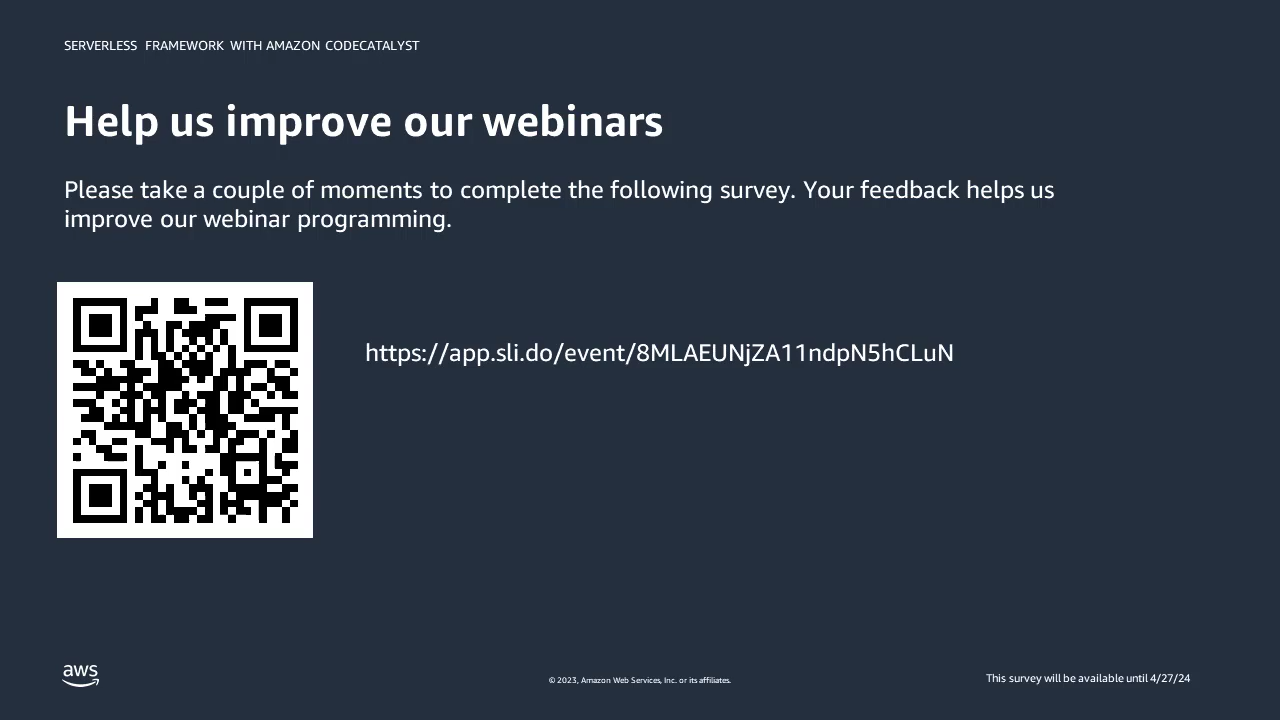 SERVERLESS FRAMEWORK WITH AMAZON CODECATALYST
Help us improve our webinars
Please take a couple of moments to complete the following survey. Your feedback helps us
improve our webinar programming.
https://app.sli.do/event/8MLAEUNjZA11ndpN5hCLuN
aws
© 2023, Amazon Web Services, Inc. or its affiliates.
This survey will be available until 4/27/24